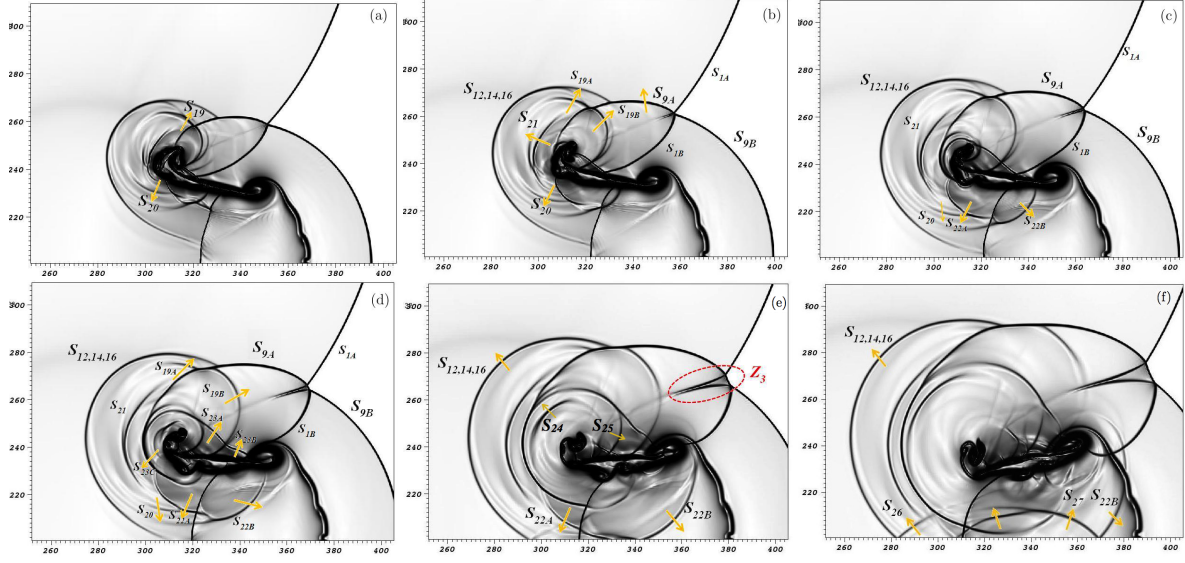 (a)
300
280
260
240
220
S19
S20
260 280 300 320 340 360 380
(b)
300
280
260
240
220
S12,14,16
S19A
S9A
S1A
S21
S19B
S9B
S1B
S20
260 280 300 320 340 360 380 400
(c)
300
280
260
240
220
S12,14,16
S9A
S1A
S21
S9B
S1B
S20
S22A
S22B
260 280 300 320 340 360 380 400
(d)
300
280
260
240
220
S12,14,16
S9A
S1A
S19A
S19B
S21
S9B
S23A
S23B
S1B
S23C
S20
S22A
S22B
260 280 300 320 340 360 380 400
(e)
300
280
260
240
220
S12,14,16
Z3
S24
S25
S22A
S22B
260 280 300 320 340 360 380 400
(f)
300
280
260
240
220
S12,14,16
S26
S27
S22B
260 280 300 320 340 360 380 400